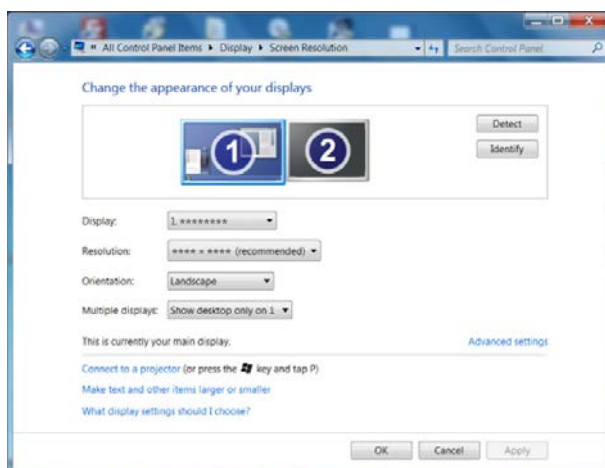 « All Control Panel Items ▸ Display ▸ Screen Resolution
Search Control Panel
Change the appearance of your displays
1
2
Detect
Identify
Display: 1. ********
Resolution: **** × **** (recommended)
Orientation: Landscape
Multiple displays: Show desktop only on 1
This is currently your main display.
Advanced settings
Connect to a projector (or press the key and tap P)
Make text and other items larger or smaller
What display settings should I choose?
OK
Cancel
Apply